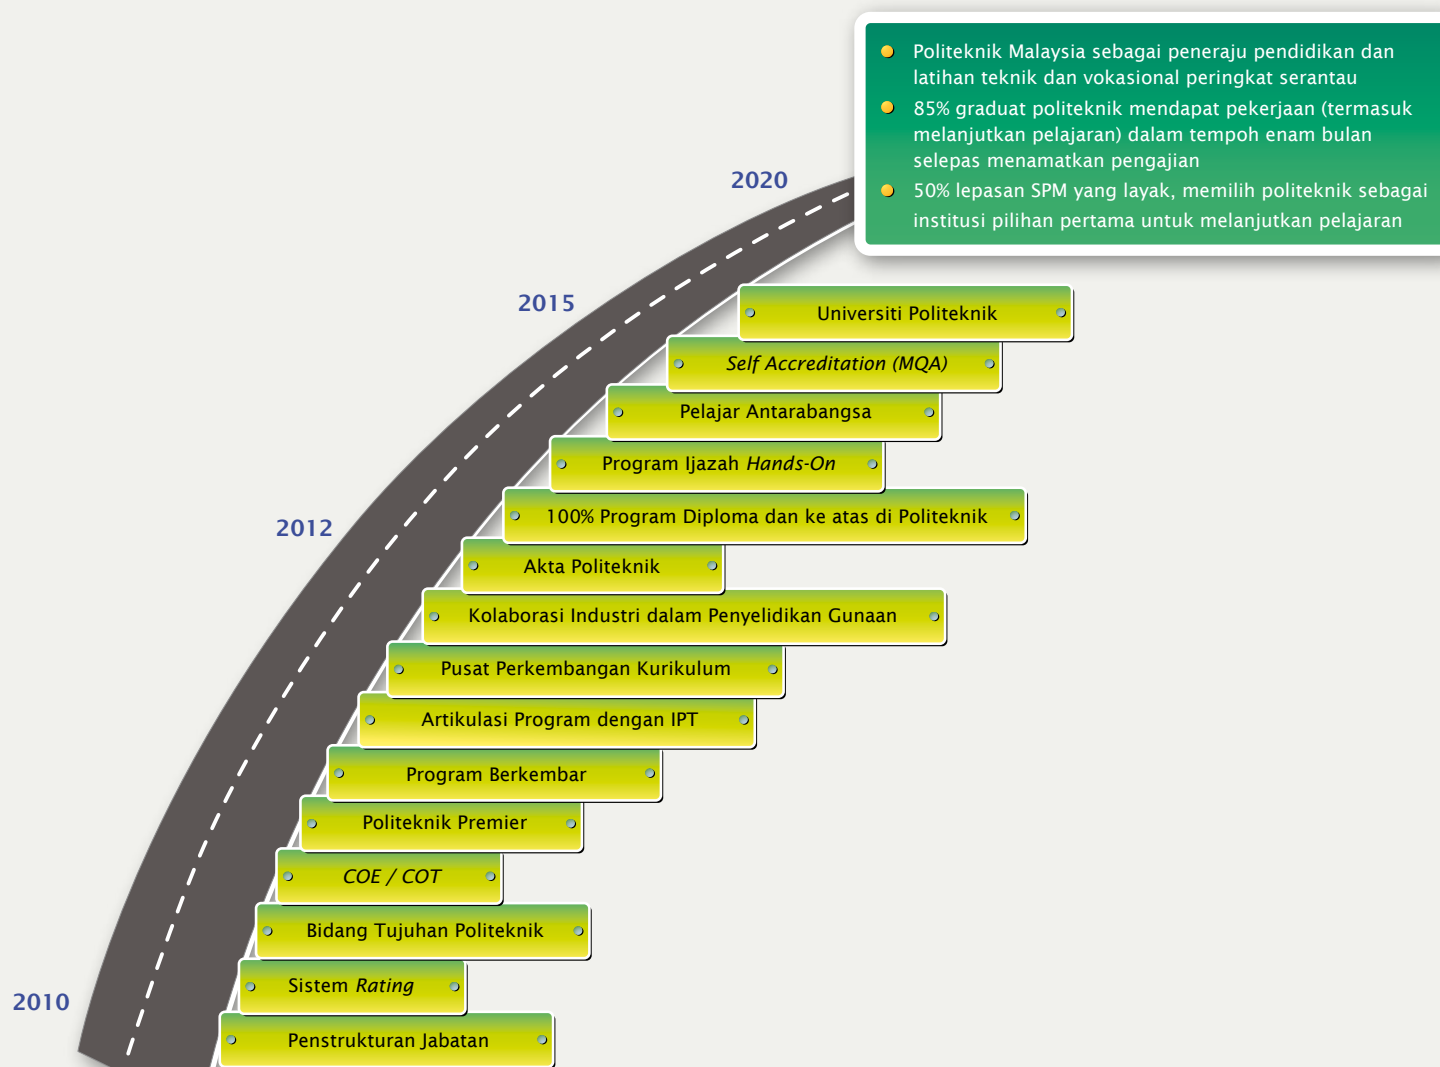 Politeknik Malaysia sebagai peneraju pendidikan dan
latihan teknik dan vokasional peringkat serantau
85% graduat politeknik mendapat pekerjaan (termasuk
melanjutkan pelajaran) dalam tempoh enam bulan
selepas menamatkan pengajian
50% lepasan SPM yang layak, memilih politeknik sebagai
institusi pilihan pertama untuk melanjutkan pelajaran
2020
2015
2012
2010
Universiti Politeknik
Self Accreditation (MQA)
Pelajar Antarabangsa
Program Ijazah Hands-On
100% Program Diploma dan ke atas di Politeknik
Akta Politeknik
Kolaborasi Industri dalam Penyelidikan Gunaan
Pusat Perkembangan Kurikulum
Artikulasi Program dengan IPT
Program Berkembar
Politeknik Premier
COE / COT
Bidang Tujuhan Politeknik
Sistem Rating
Penstrukturan Jabatan